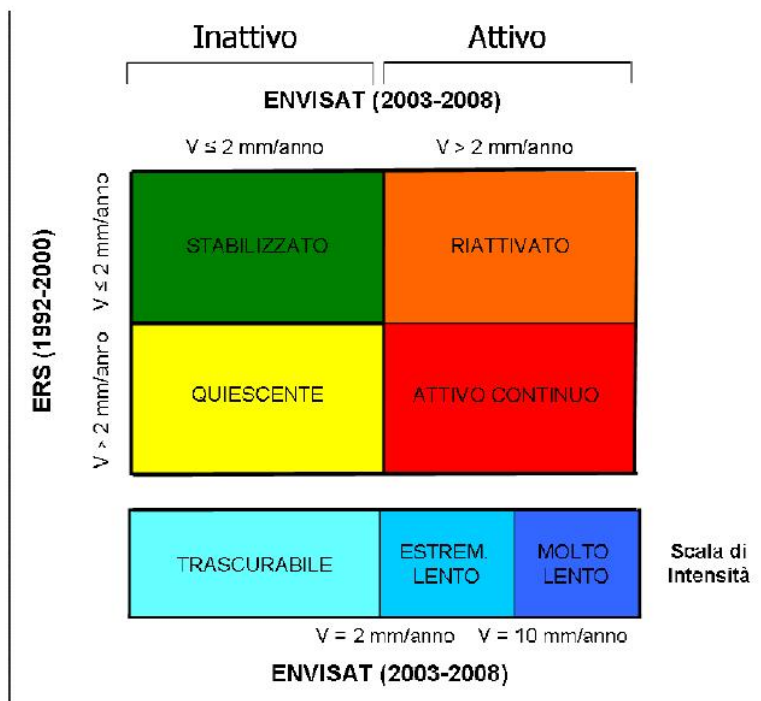 Inattivo Attivo
ENVISAT (2003-2008)
V ≤ 2 mm/anno V > 2 mm/anno
ERS (1992-2000)
V ≤ 2 mm/anno
V > 2 mm/anno
STABILIZZATO RIATTIVATO
QUIESCENTE ATTIVO CONTINUO
TRASCURABILE
ESTREM.
LENTO
MOLTO
LENTO
Scala di
Intensità
V = 2 mm/anno V = 10 mm/anno
ENVISAT (2003-2008)